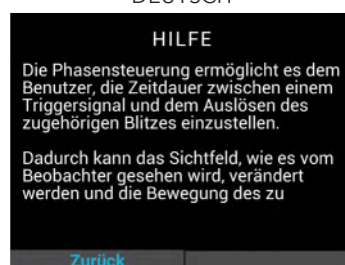 DEUTSCH
HILFE
Die Phasensteuerung ermöglicht es dem
Benutzer, die Zeitdauer zwischen einem
Triggersignal und dem Auslösen des
zugehörigen Blitzes einzustellen.
Dadurch kann das Sichtfeld, wie es vom
Beobachter gesehen wird, verändert
werden und die Bewegung des zu
Zurück